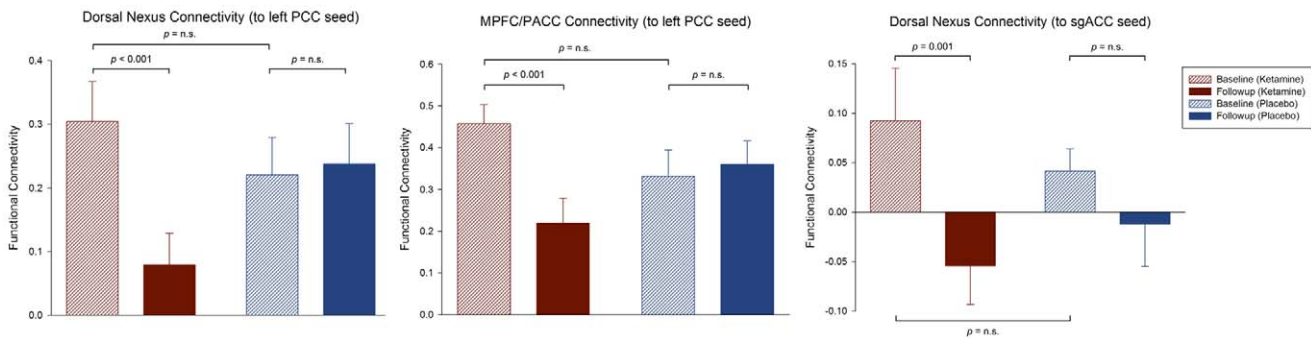 Dorsal Nexus Connectivity (to left PCC seed)
p = n.s.
p < 0.001
p = n.s.
Functional Connectivity
0.4
0.3
0.2
0.1
0.0
MPFC/PACC Connectivity (to left PCC seed)
p = n.s.
p < 0.001
p = n.s.
Functional Connectivity
0.6
0.5
0.4
0.3
0.2
0.1
0.0
Dorsal Nexus Connectivity (to sgACC seed)
p = 0.001
p = n.s.
Functional Connectivity
0.15
0.10
0.05
0.00
-0.05
-0.10
p = n.s.
Baseline (Ketamine)
Followup (Ketamine)
Baseline (Placebo)
Followup (Placebo)